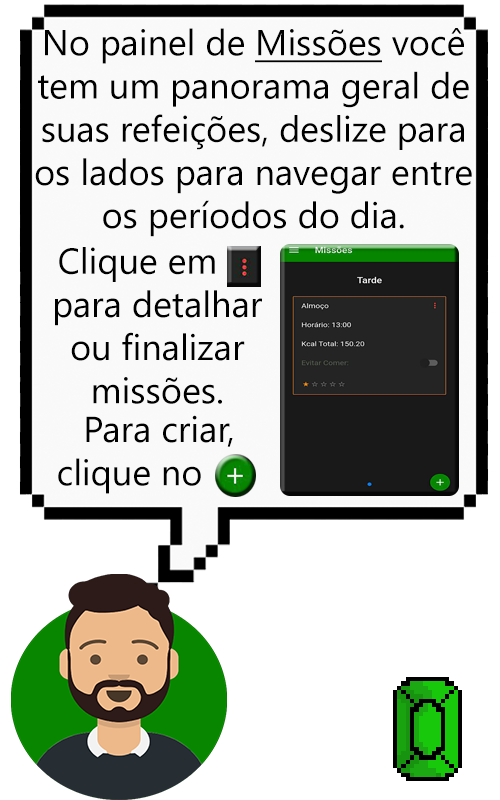 No painel de Missões você
tem um panorama geral de
suas refeições, deslize para
os lados para navegar entre
os períodos do dia.
Clique em
para detalhar
ou finalizar
missões.
Para criar,
clique no
Missões
Tarde
Almoço
Horário: 13:00
Kcal Total: 150.20
Evitar Comer: